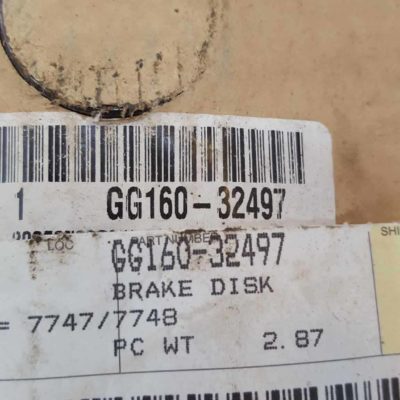 1 GG160-32497
LOC PART NUMBER SHI
GG160-32497
BRAKE DISK
= 7747/7748
PC WT 2.87